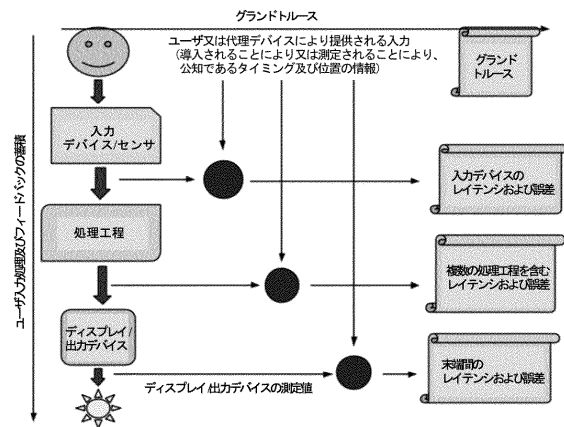 グランドトルース
ユーザ又は代理デバイスにより提供される入力
(導入されることにより又は測定されることにより、
公知であるタイミング及び位置の情報)
グランド
トルース
ユーザ入力処理及びフィードバックの蓄積
入力
デバイス/センサ
入力デバイスの
レイテンシおよび誤差
処理工程
複数の処理工程を含む
レイテンシおよび誤差
ディスプレイ/
出力デバイス
末端間の
レイテンシおよび誤差
ディスプレイ/出力デバイスの測定値